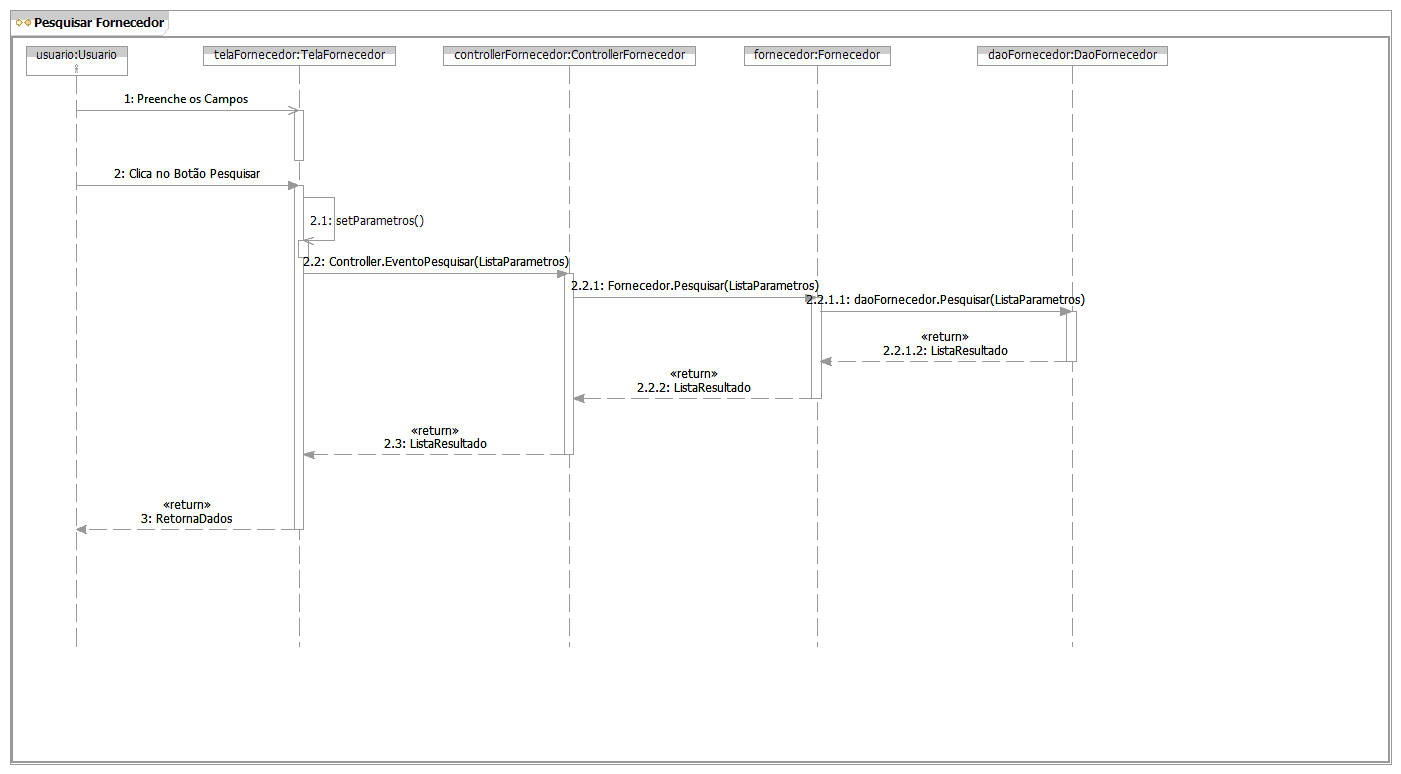 Pesquisar Fornecedor
usuario:Usuario
telaFornecedor:TelaFornecedor
controllerFornecedor:ControllerFornecedor
fornecedor:Fornecedor
daoFornecedor:DaoFornecedor
1: Preenche os Campos
2: Clica no Botão Pesquisar
2.1: setParametros()
2.2: Controller.EventoPesquisar(ListaParametros)
2.2.1: Fornecedor.Pesquisar(ListaParametros)
2.2.1.1: daoFornecedor.Pesquisar(ListaParametros)
«return»
2.2.1.2: ListaResultado
«return»
2.2.2: ListaResultado
«return»
2.3: ListaResultado
«return»
3: RetornaDados